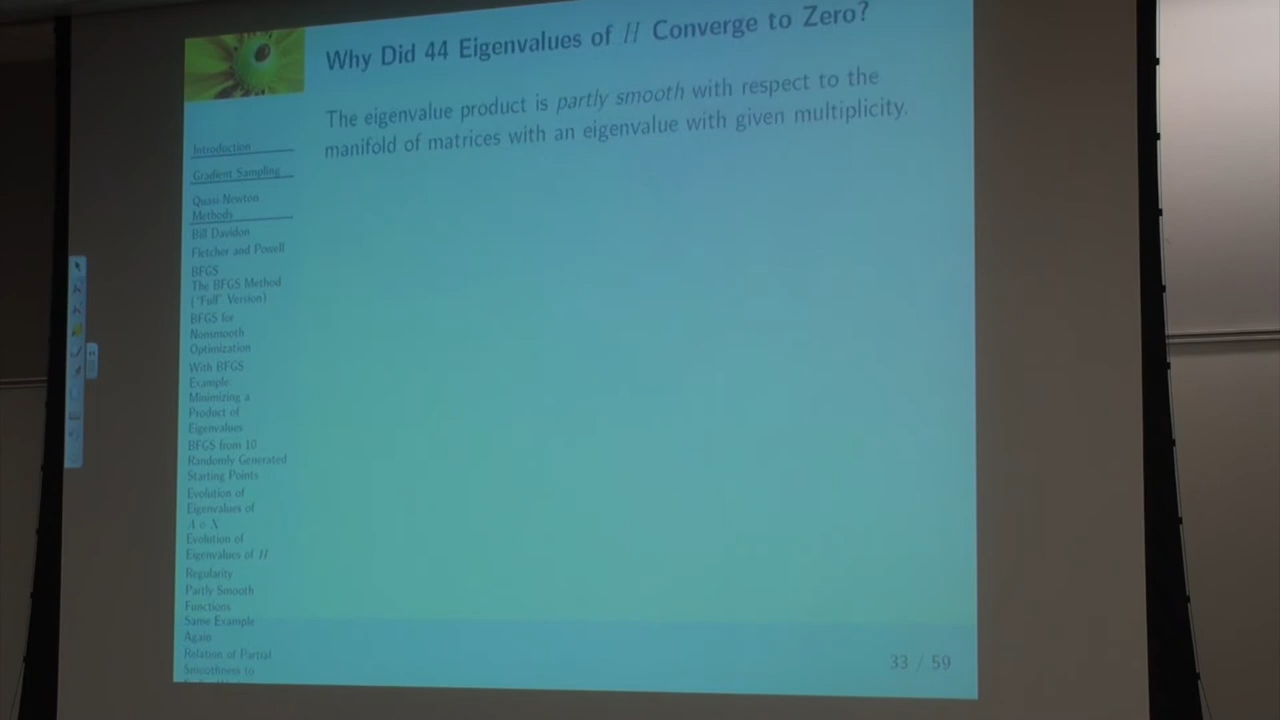 Why Did 44 Eigenvalues of H Converge to Zero?
The eigenvalue product is partly smooth with respect to the
manifold of matrices with an eigenvalue with given multiplicity.
Introduction
Gradient Sampling
Quasi-Newton
Methods
Bill Davidon
Fletcher and Powell
BFGS
The BFGS Method
("Full" Version)
BFGS for
Nonsmooth
Optimization
With BFGS
Example:
Minimizing a
Product of
Eigenvalues
BFGS from 10
Randomly Generated
Starting Points
Evolution of
Eigenvalues of
A ∘ X
Evolution of
Eigenvalues of H
Regularity
Partly Smooth
Functions
Same Example
Again
Relation of Partial
Smoothness to
33 / 59